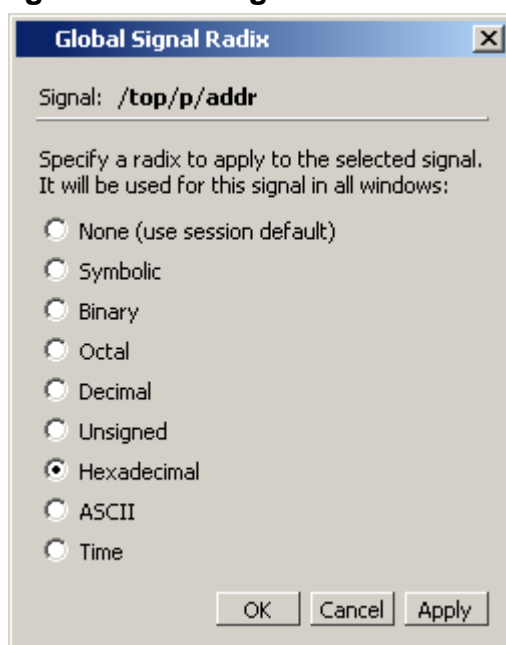 Global Signal Radix
Signal: /top/p/addr
Specify a radix to apply to the selected signal.
It will be used for this signal in all windows:
None (use session default)
Symbolic
Binary
Octal
Decimal
Unsigned
Hexadecimal
ASCII
Time
OK Cancel Apply